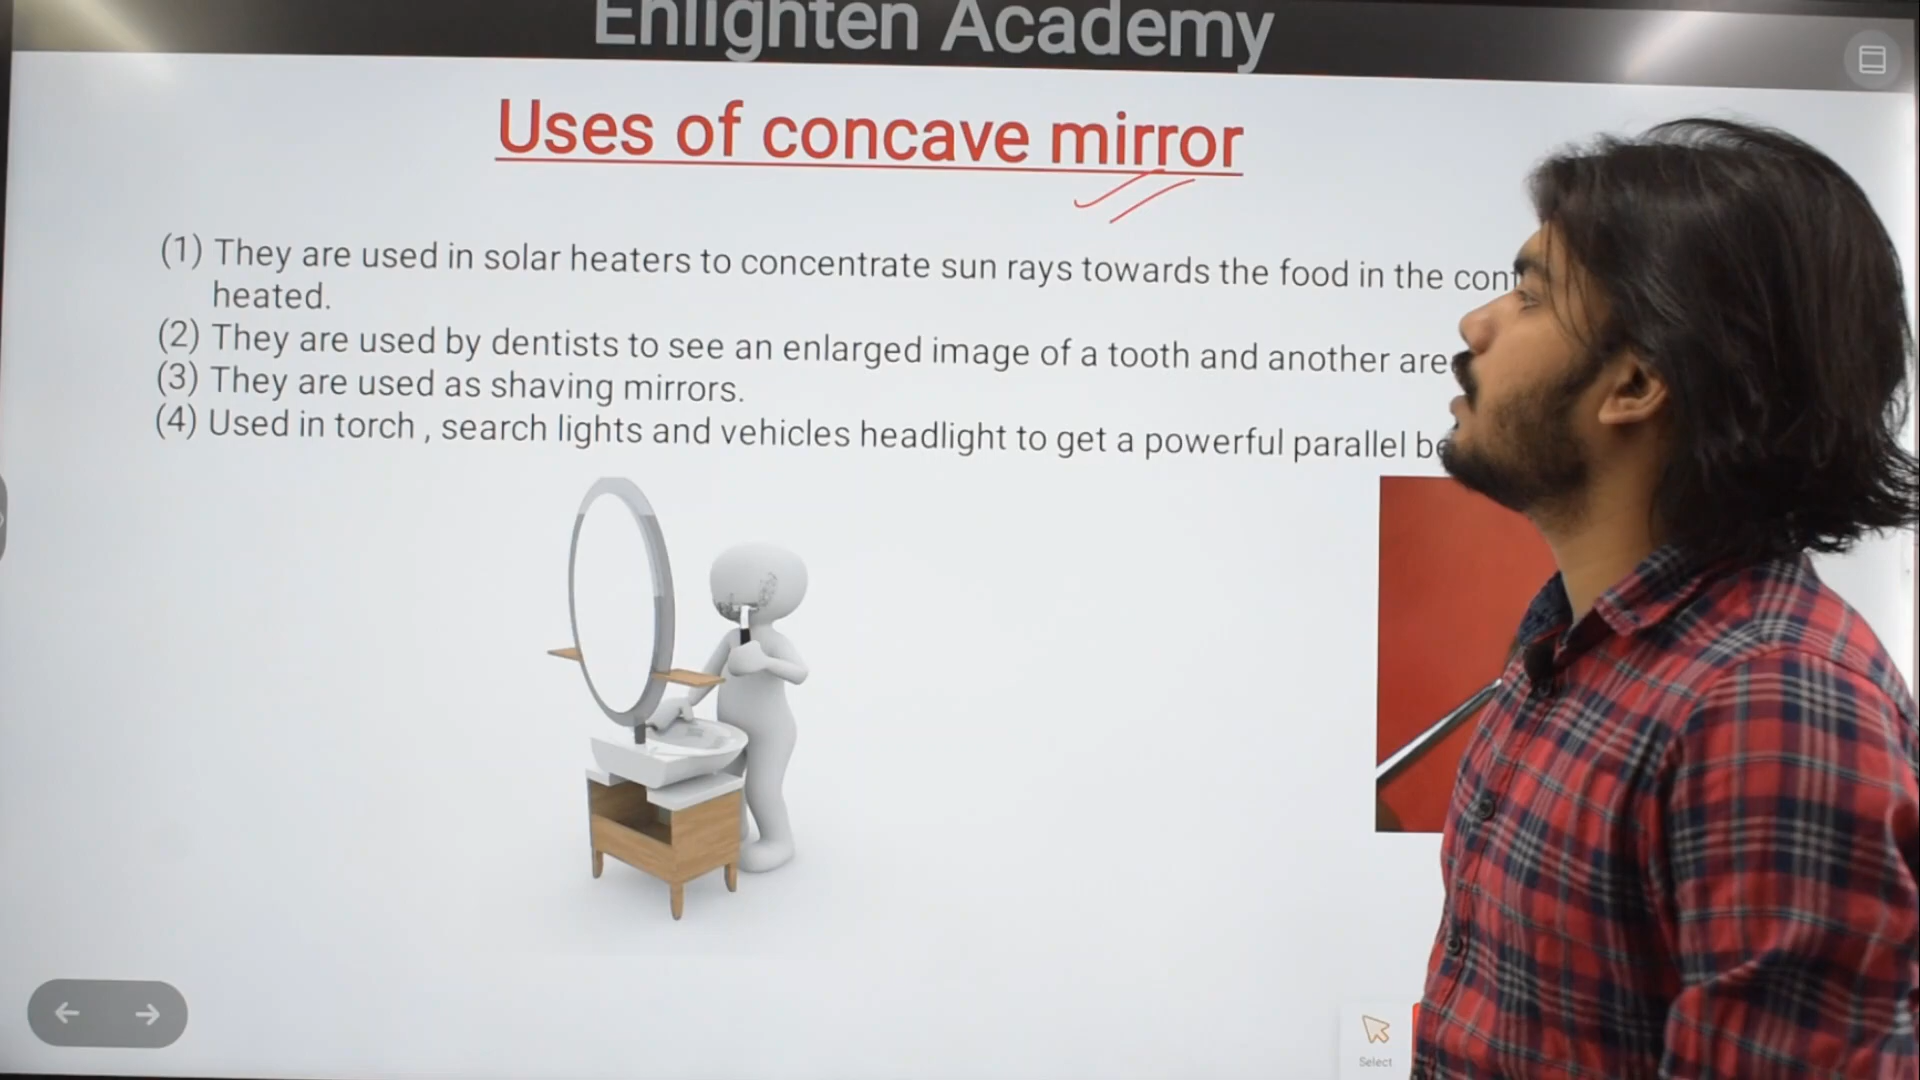 Enlighten Academy
Uses of concave mirror
(1) They are used in solar heaters to concentrate sun rays towards the food in the
heated.
(2) They are used by dentists to see an enlarged image of a tooth and another
(3) They are used as shaving mirrors.
(4) Used in torch , search lights and vehicles headlight to get a powerful parallel
Select